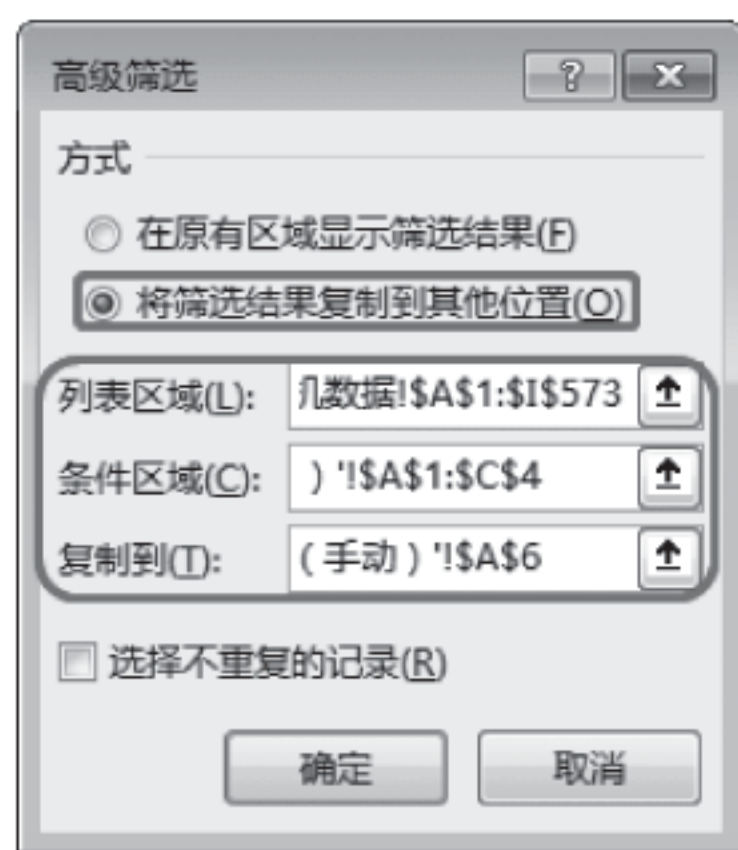 高级筛选
方式
在原有区域显示筛选结果(F)
将筛选结果复制到其他位置(O)
列表区域(L): 数据!$A$1:$I$573
条件区域(C): ）'!$A$1:$C$4
复制到(T): （手动）'!$A$6
选择不重复的记录(R)
确定 取消